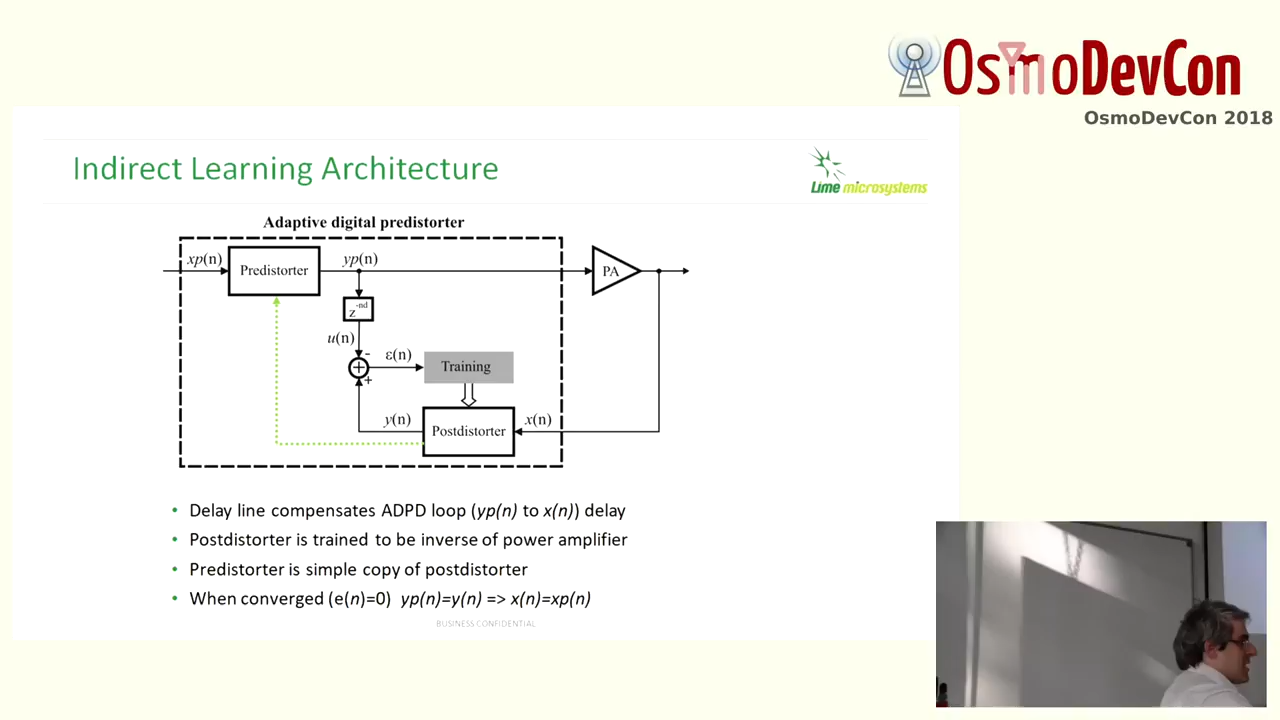 OsmoDevCon
OsmoDevCon 2018
Indirect Learning Architecture
Lime microsystems
Adaptive digital predistorter
xp(n)
Predistorter
yp(n)
PA
z-nd
u(n)
-
ε(n)
Training
+
+
y(n)
Postdistorter
x(n)
• Delay line compensates ADPD loop (yp(n) to x(n)) delay
• Postdistorter is trained to be inverse of power amplifier
• Predistorter is simple copy of postdistorter
• When converged (e(n)=0) yp(n)=y(n) => x(n)=xp(n)
BUSINESS CONFIDENTIAL